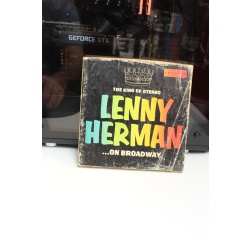 GEFORCE GTX
THE KING OF STEREO
LENNY
HERMAN
...ON BROADWAY